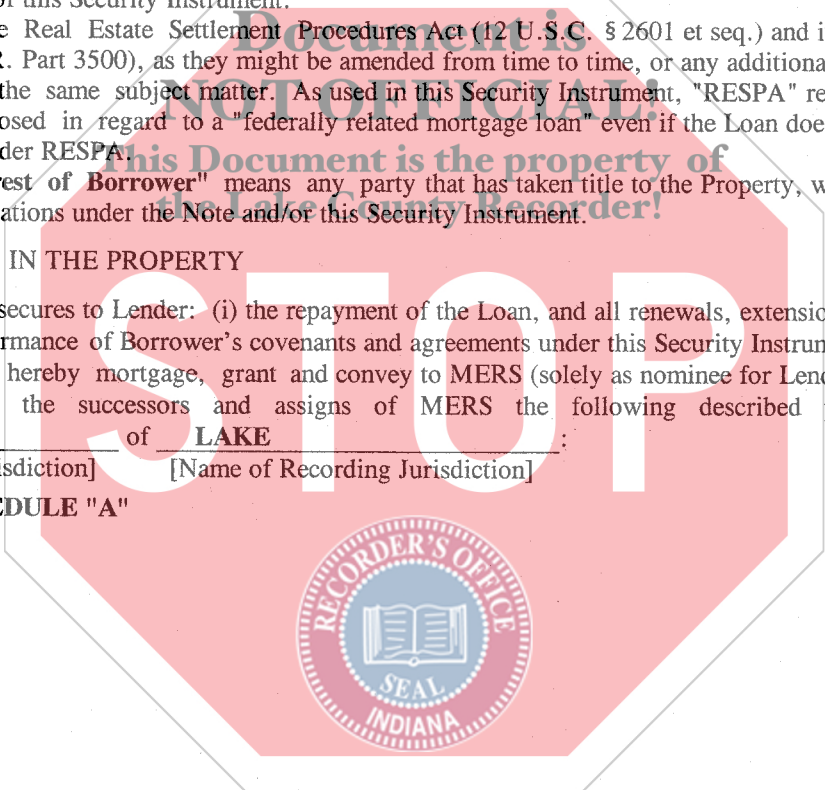 of this Security Instrument.
e Real Estate Settlement Procedures Act (12 U.S.C. § 2601 et seq.) and i
Document is
. Part 3500), as they might be amended from time to time, or any additiona
NOT OFFICIAL!
the same subject matter. As used in this Security Instrument, "RESPA" re
osed in regard to a "federally related mortgage loan" even if the Loan doe
der RESPA.
This Document is the property of
est of Borrower" means any party that has taken title to the Property, w
the Lake County Recorder!
ations under the Note and/or this Security Instrument.
IN THE PROPERTY
secures to Lender: (i) the repayment of the Loan, and all renewals, extensio
rmance of Borrower's covenants and agreements under this Security Instrum
hereby mortgage, grant and convey to MERS (solely as nominee for Lend
the successors and assigns of MERS the following described
STOP
of LAKE :
isdiction] [Name of Recording Jurisdiction]
EDULE "A"
RECORDER'S OFFICE
SEAL
INDIANA